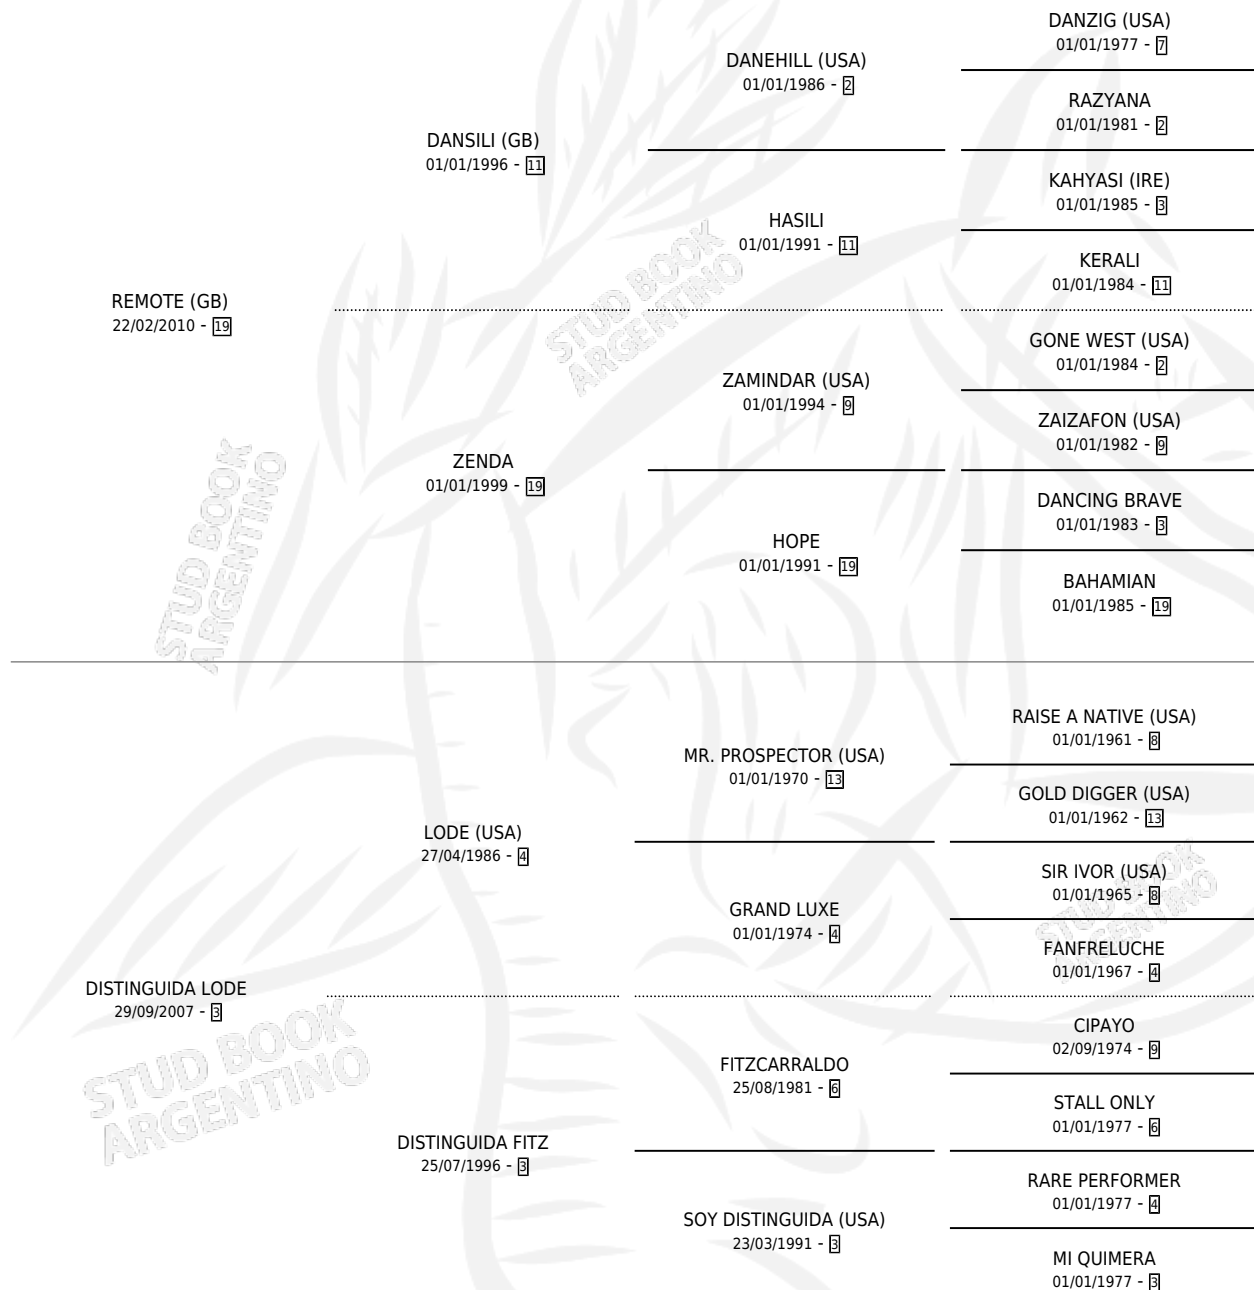 DANZIG (USA)
01/01/1977 - 7
DANEHILL (USA)
01/01/1986 - 2
RAZYANA
01/01/1981 - 2
DANSILI (GB)
01/01/1996 - 11
KAHYASI (IRE)
01/01/1985 - 3
HASILI
01/01/1991 - 11
KERALI
01/01/1984 - 11
REMOTE (GB)
22/02/2010 - 19
STUD BOOK
ARGENTINO
GONE WEST (USA)
01/01/1984 - 2
ZAMINDAR (USA)
01/01/1994 - 9
ZAIZAFON (USA)
01/01/1982 - 9
ZENDA
01/01/1999 - 19
DANCING BRAVE
01/01/1983 - 3
HOPE
01/01/1991 - 19
BAHAMIAN
01/01/1985 - 19
STUD BOOK
ARGENTINO
RAISE A NATIVE (USA)
01/01/1961 - 8
MR. PROSPECTOR (USA)
01/01/1970 - 13
GOLD DIGGER (USA)
01/01/1962 - 13
LODE (USA)
27/04/1986 - 4
SIR IVOR (USA)
01/01/1965 - 8
GRAND LUXE
01/01/1974 - 4
FANFRELUCHE
01/01/1967 - 4
STUD BOOK
ARGENTINO
DISTINGUIDA LODE
29/09/2007 - 3
STUD BOOK
ARGENTINO
CIPAYO
02/09/1974 - 9
FITZCARRALDO
25/08/1981 - 6
STALL ONLY
01/01/1977 - 6
DISTINGUIDA FITZ
25/07/1996 - 3
RARE PERFORMER
01/01/1977 - 4
SOY DISTINGUIDA (USA)
23/03/1991 - 3
MI QUIMERA
01/01/1977 - 3